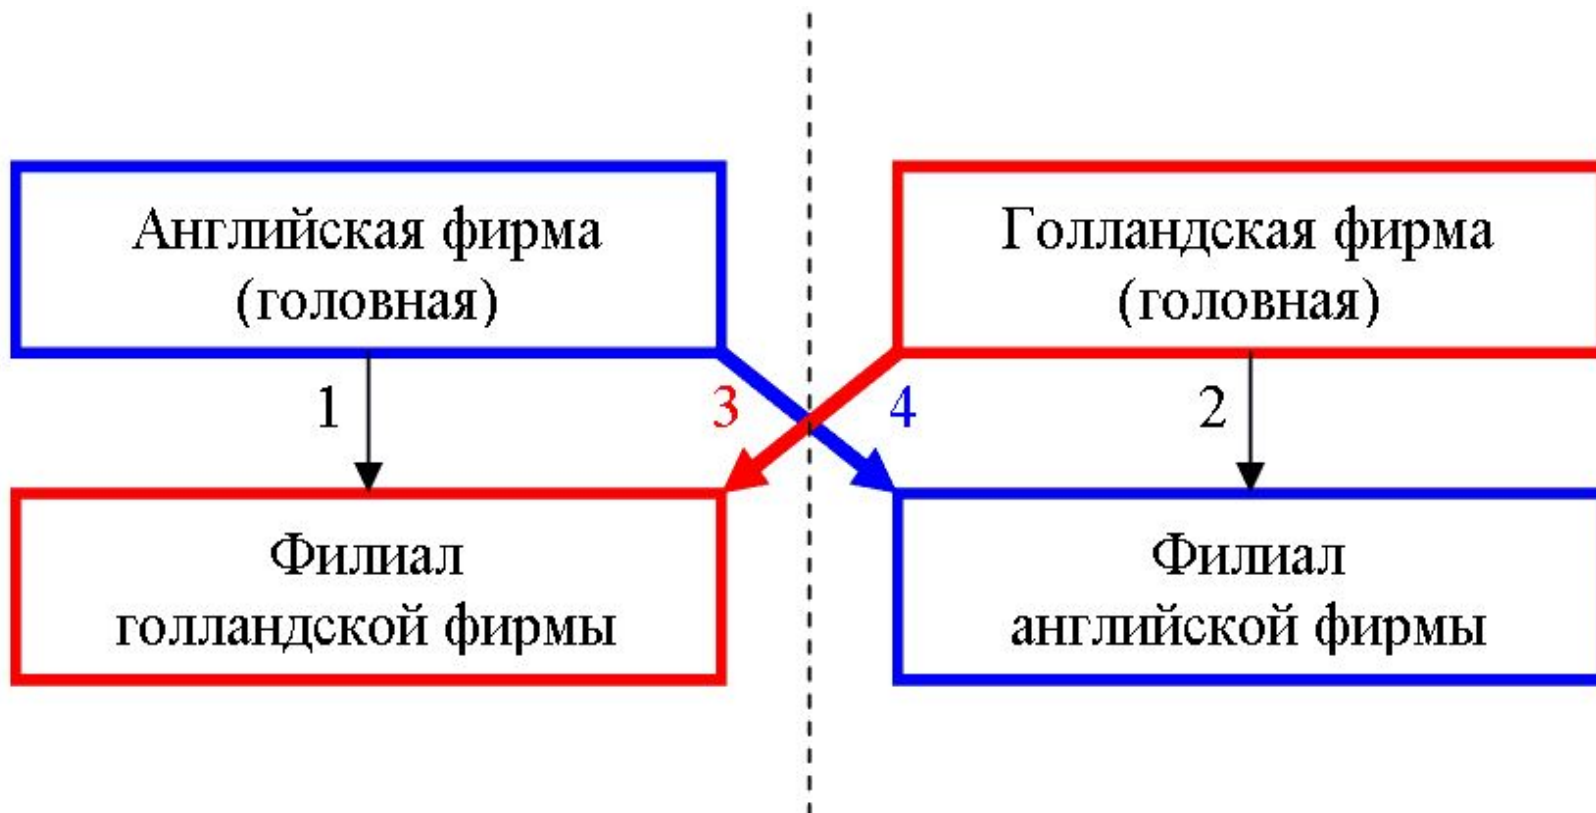 Английская фирма
(головная)
Голландская фирма
(головная)
1
3
4
2
Филиал
голландской фирмы
Филиал
английской фирмы